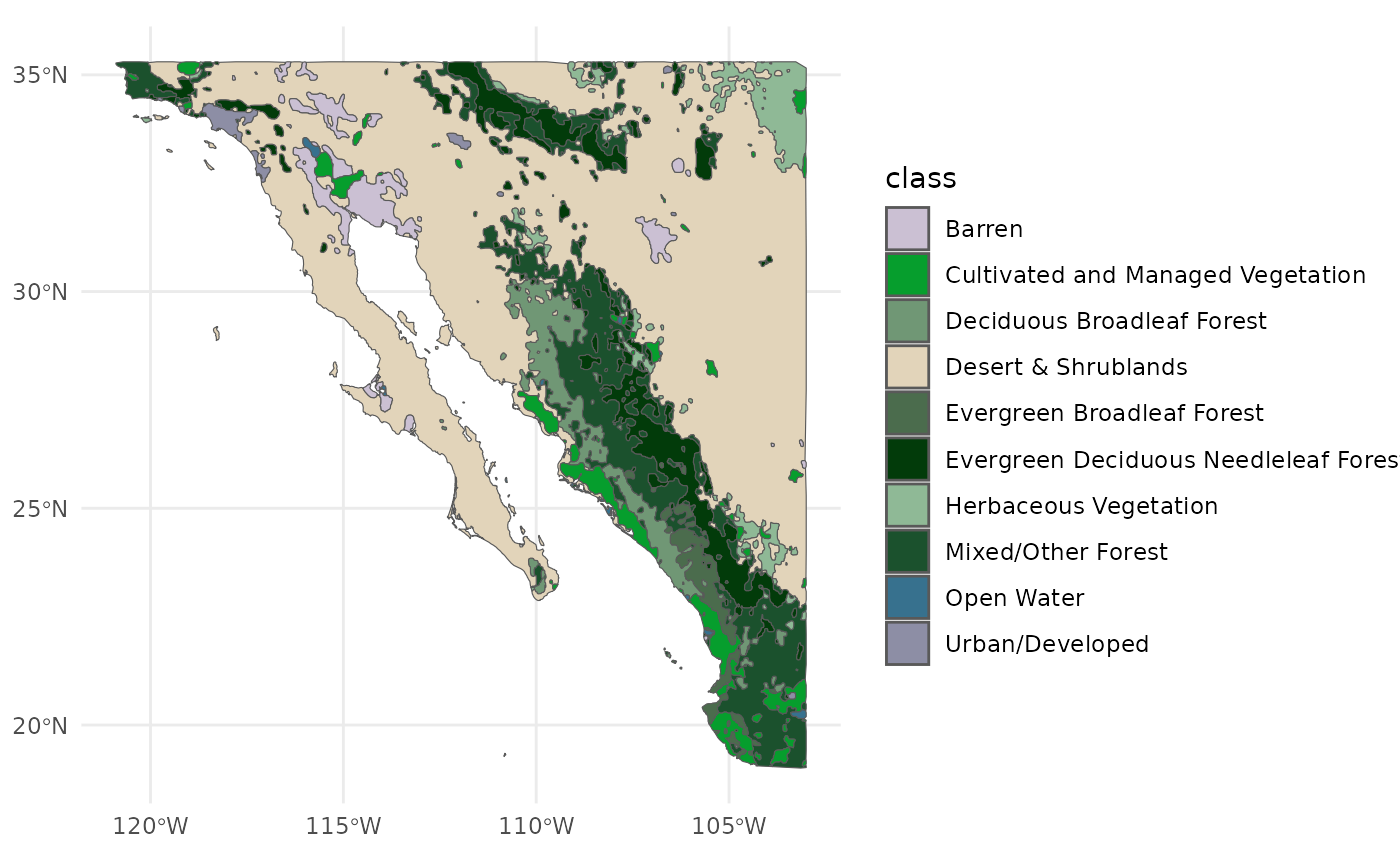 35°N
30°N
25°N
20°N
120°W
115°W
110°W
105°W
class
Barren
Cultivated and Managed Vegetation
Deciduous Broadleaf Forest
Desert & Shrublands
Evergreen Broadleaf Forest
Evergreen Deciduous Needleleaf Fores
Herbaceous Vegetation
Mixed/Other Forest
Open Water
Urban/Developed